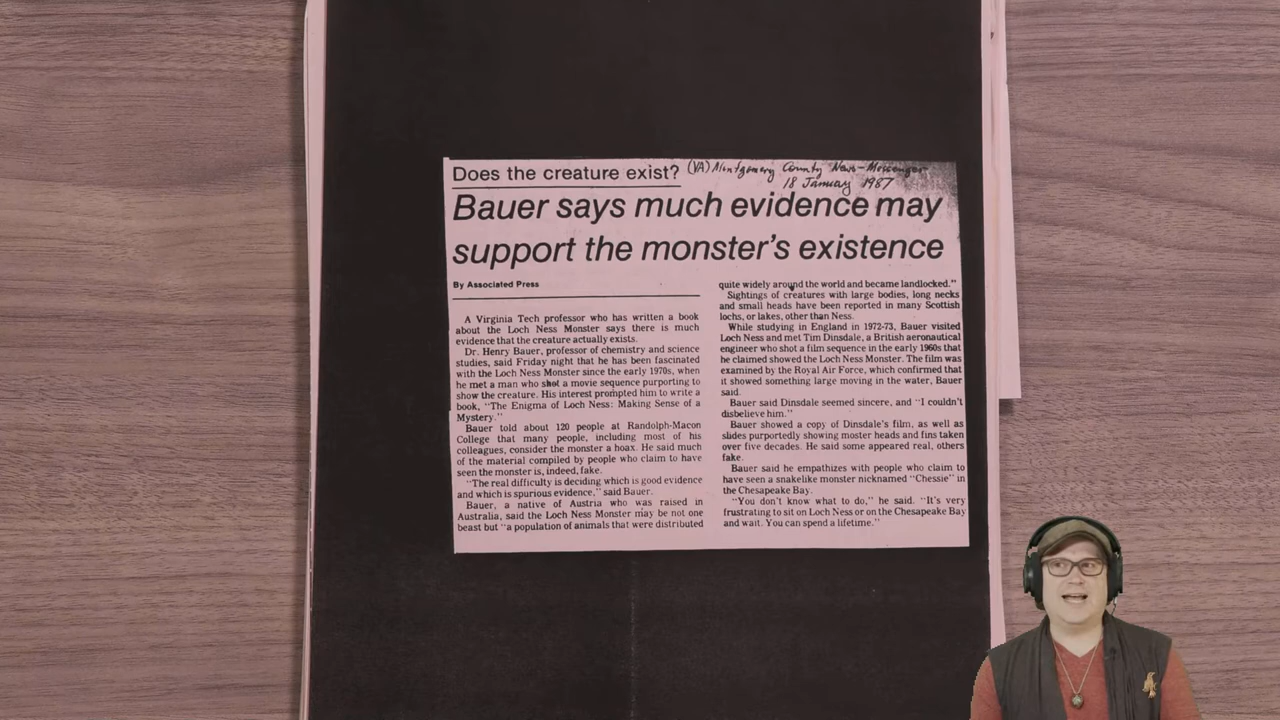 Does the creature exist? (VA) Montgomery County News-Messenger
18 January 1987
Bauer says much evidence may
support the monster's existence
By Associated Press
A Virginia Tech professor who has written a book
about the Loch Ness Monster says there is much
evidence that the creature actually exists.
Dr. Henry Bauer, professor of chemistry and science
studies, said Friday night that he has been fascinated
with the Loch Ness Monster since the early 1970s, when
he met a man who shot a movie sequence purporting to
show the creature. His interest prompted him to write a
book, "The Enigma of Loch Ness: Making Sense of a
Mystery."
Bauer told about 120 people at Randolph-Macon
College that many people, including most of his
colleagues, consider the monster a hoax. He said much
of the material compiled by people who claim to have
seen the monster is, indeed, fake.
"The real difficulty is deciding which is good evidence
and which is spurious evidence," said Bauer.
Bauer, a native of Austria who was raised in
Australia, said the Loch Ness Monster may be not one
beast but "a population of animals that were distributed
quite widely around the world and became landlocked."
Sightings of creatures with large bodies, long necks
and small heads have been reported in many Scottish
lochs, or lakes, other than Ness.
While studying in England in 1972-73, Bauer visited
Loch Ness and met Tim Dinsdale, a British aeronautical
engineer who shot a film sequence in the early 1960s that
he claimed showed the Loch Ness Monster. The film was
examined by the Royal Air Force, which confirmed that
it showed something large moving in the water, Bauer
said.
Bauer said Dinsdale seemed sincere, and "I couldn't
disbelieve him."
Bauer showed a copy of Dinsdale's film, as well as
slides purportedly showing moster heads and fins taken
over five decades. He said some appeared real, others
fake.
Bauer said he empathizes with people who claim to
have seen a snakelike monster nicknamed "Chessie" in
the Chesapeake Bay.
"You don't know what to do," he said. "It's very
frustrating to sit on Loch Ness or on the Chesapeake Bay
and wait. You can spend a lifetime."